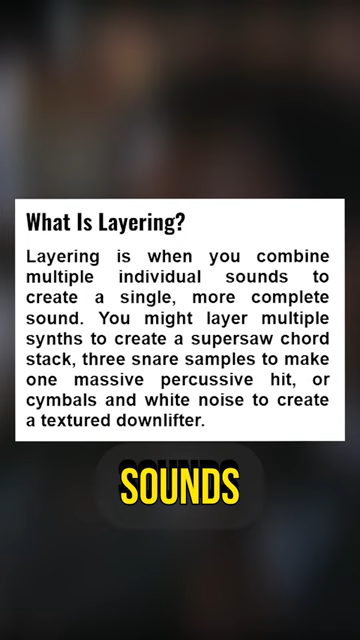 What Is Layering?
Layering is when you combine
multiple individual sounds to
create a single, more complete
sound. You might layer multiple
synths to create a supersaw chord
stack, three snare samples to make
one massive percussive hit, or
cymbals and white noise to create
a textured downlifter.
SOUNDS